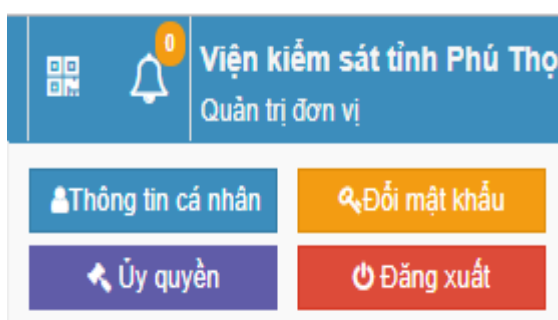 0
Viện kiểm sát tỉnh Phú Thọ
Quản trị đơn vị
Thông tin cá nhân
Đổi mật khẩu
Ủy quyền
Đăng xuất